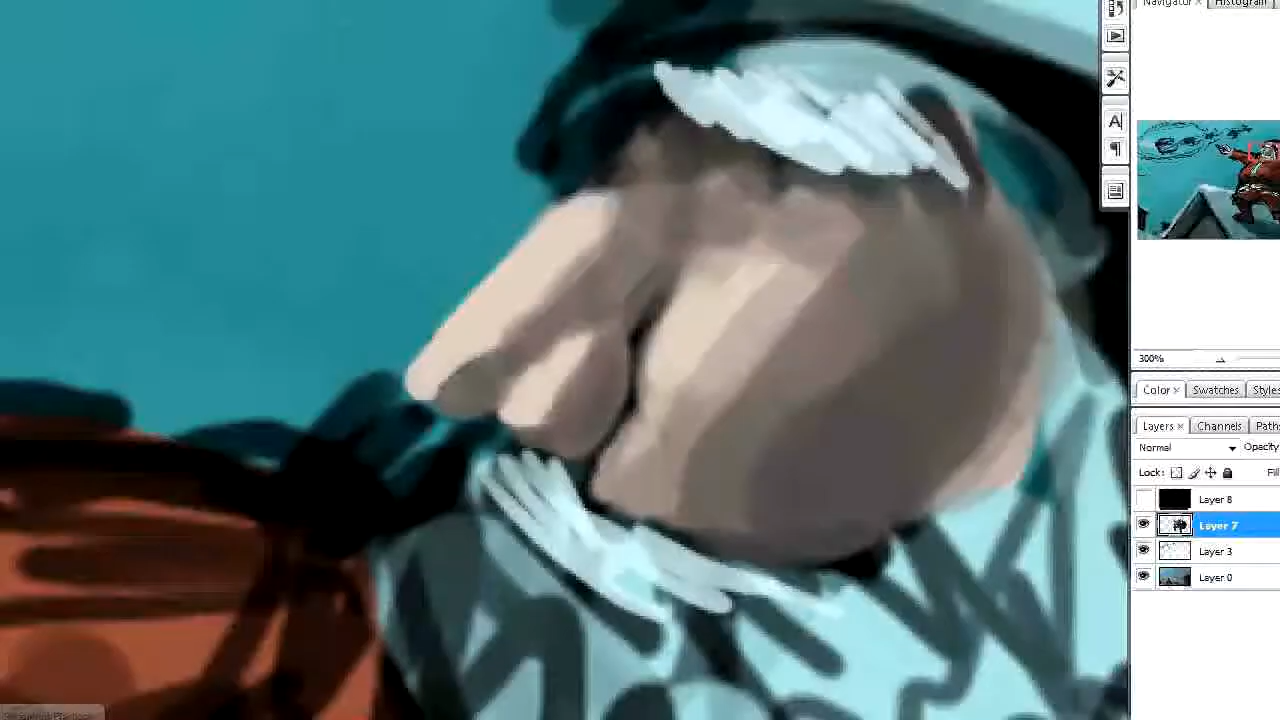 Navigator × Histogram
A
¶
300%
Color × Swatches Styles
Layers × Channels Paths
Normal Opacity
Lock: Fill
Layer 8
Layer 7
Layer 3
Layer 0